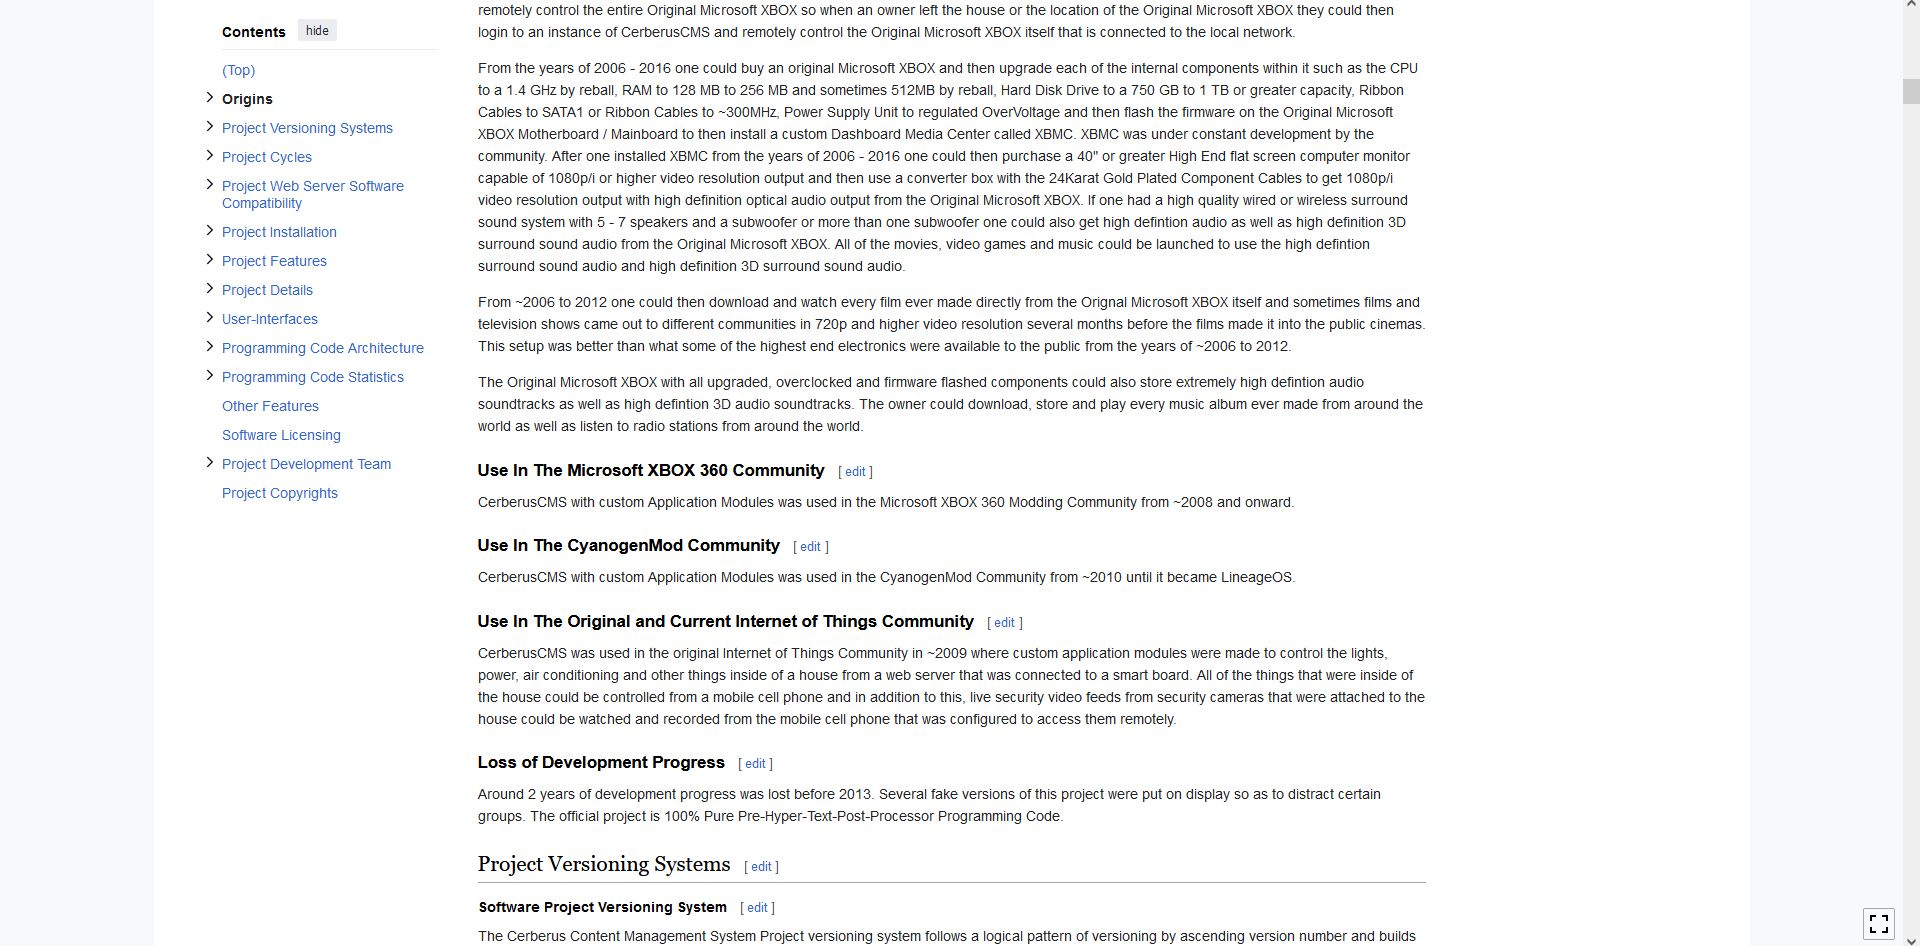 Contents hide
(Top)
Origins
Project Versioning Systems
Project Cycles
Project Web Server Software
Compatibility
Project Installation
Project Features
Project Details
User-Interfaces
Programming Code Architecture
Programming Code Statistics
Other Features
Software Licensing
Project Development Team
Project Copyrights
remotely control the entire Original Microsoft XBOX so when an owner left the house or the location of the Original Microsoft XBOX they could then
login to an instance of CerberusCMS and remotely control the Original Microsoft XBOX itself that is connected to the local network.
From the years of 2006 - 2016 one could buy an original Microsoft XBOX and then upgrade each of the internal components within it such as the CPU
to a 1.4 GHz by reball, RAM to 128 MB to 256 MB and sometimes 512MB by reball, Hard Disk Drive to a 750 GB to 1 TB or greater capacity, Ribbon
Cables to SATA1 or Ribbon Cables to ~300MHz, Power Supply Unit to regulated OverVoltage and then flash the firmware on the Original Microsoft
XBOX Motherboard / Mainboard to then install a custom Dashboard Media Center called XBMC. XBMC was under constant development by the
community. After one installed XBMC from the years of 2006 - 2016 one could then purchase a 40" or greater High End flat screen computer monitor
capable of 1080p/i or higher video resolution output and then use a converter box with the 24Karat Gold Plated Component Cables to get 1080p/i
video resolution output with high definition optical audio output from the Original Microsoft XBOX. If one had a high quality wired or wireless surround
sound system with 5 - 7 speakers and a subwoofer or more than one subwoofer one could also get high defintion audio as well as high definition 3D
surround sound audio from the Original Microsoft XBOX. All of the movies, video games and music could be launched to use the high defintion
surround sound audio and high definition 3D surround sound audio.
From ~2006 to 2012 one could then download and watch every film ever made directly from the Orignal Microsoft XBOX itself and sometimes films and
television shows came out to different communities in 720p and higher video resolution several months before the films made it into the public cinemas.
This setup was better than what some of the highest end electronics were available to the public from the years of ~2006 to 2012.
The Original Microsoft XBOX with all upgraded, overclocked and firmware flashed components could also store extremely high defintion audio
soundtracks as well as high defintion 3D audio soundtracks. The owner could download, store and play every music album ever made from around the
world as well as listen to radio stations from around the world.
Use In The Microsoft XBOX 360 Community [ edit ]
CerberusCMS with custom Application Modules was used in the Microsoft XBOX 360 Modding Community from ~2008 and onward.
Use In The CyanogenMod Community [ edit ]
CerberusCMS with custom Application Modules was used in the CyanogenMod Community from ~2010 until it became LineageOS.
Use In The Original and Current Internet of Things Community [ edit ]
CerberusCMS was used in the original Internet of Things Community in ~2009 where custom application modules were made to control the lights,
power, air conditioning and other things inside of a house from a web server that was connected to a smart board. All of the things that were inside of
the house could be controlled from a mobile cell phone and in addition to this, live security video feeds from security cameras that were attached to the
house could be watched and recorded from the mobile cell phone that was configured to access them remotely.
Loss of Development Progress [ edit ]
Around 2 years of development progress was lost before 2013. Several fake versions of this project were put on display so as to distract certain
groups. The official project is 100% Pure Pre-Hyper-Text-Post-Processor Programming Code.
Project Versioning Systems [ edit ]
Software Project Versioning System [ edit ]
The Cerberus Content Management System Project versioning system follows a logical pattern of versioning by ascending version number and builds